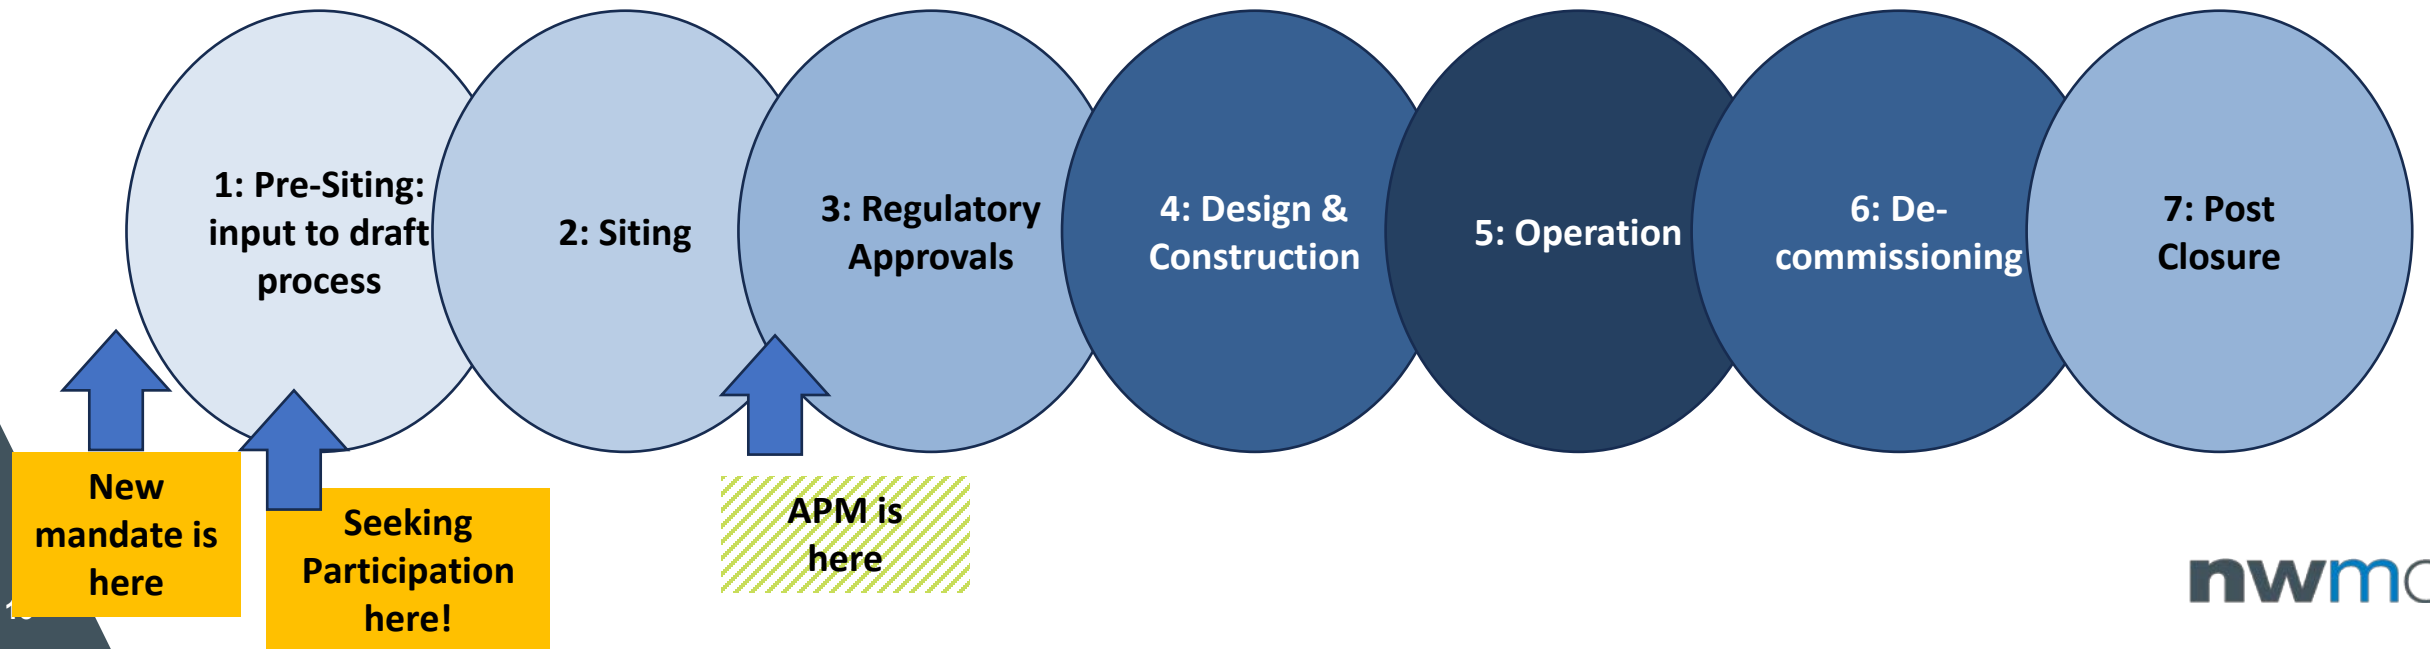 1: Pre-Siting:
input to draft
process
2: Siting
3: Regulatory
Approvals
4: Design &
Construction
5: Operation
6: De-
commissioning
7: Post
Closure
New
mandate is
here
Seeking
Participation
here!
APM is
here
nwmo